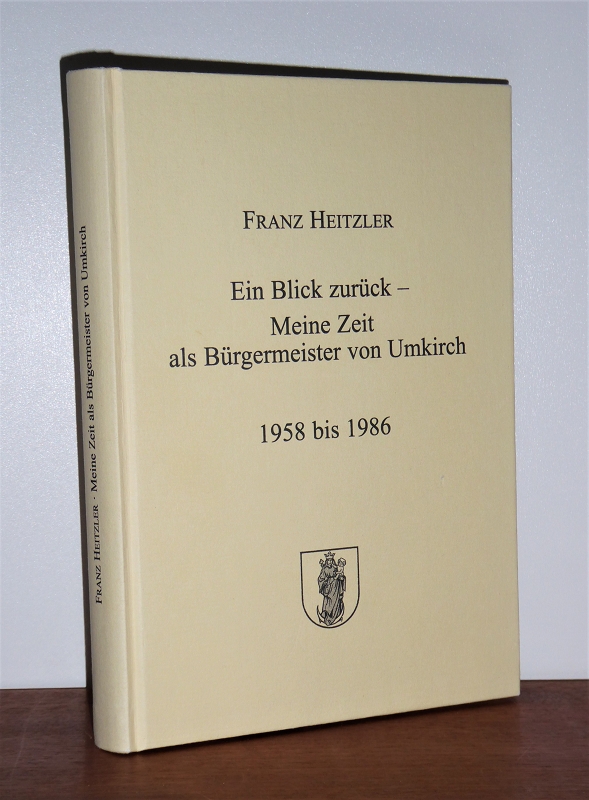 FRANZ HEITZLER
Ein Blick zurück –
Meine Zeit
als Bürgermeister von Umkirch
1958 bis 1986
FRANZ HEITZLER · Meine Zeit als Bürgermeister von Umkirch